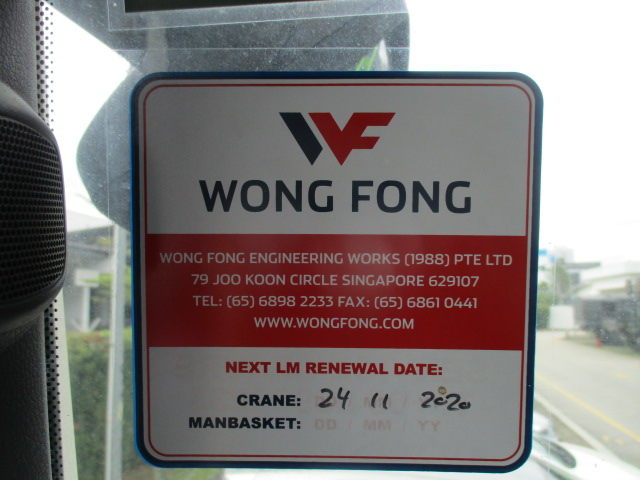 WF
WONG FONG
WONG FONG ENGINEERING WORKS (1988) PTE LTD
79 JOO KOON CIRCLE SINGAPORE 629107
TEL: (65) 6898 2233 FAX: (65) 6861 0441
WWW.WONGFONG.COM
NEXT LM RENEWAL DATE:
CRANE: 24 11 2020
MANBASKET: DD / MM / YY